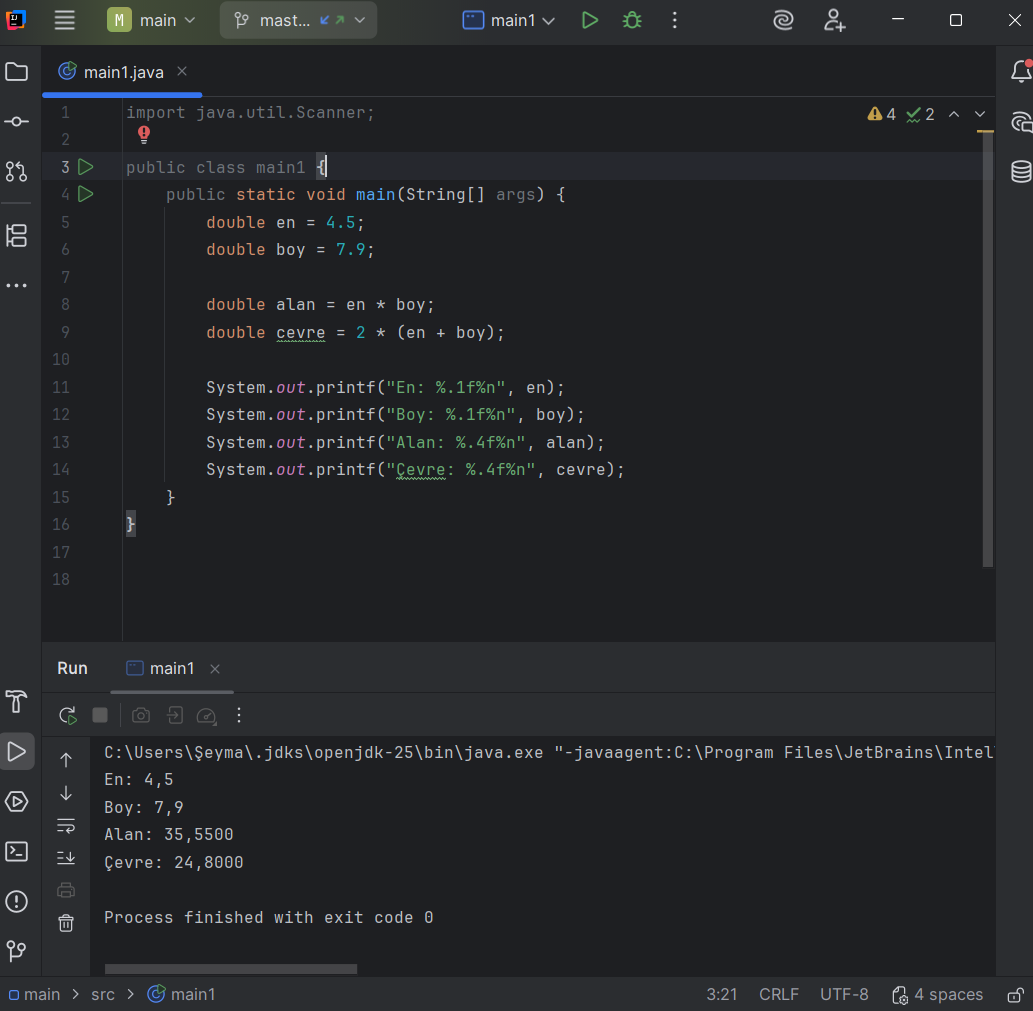 M main mast... main1
main1.java
4 2
1 import java.util.Scanner;
2
3 public class main1 {
4 public static void main(String[] args) {
5 double en = 4.5;
6 double boy = 7.9;
7
8 double alan = en * boy;
9 double cevre = 2 * (en + boy);
10
11 System.out.printf("En: %.1f%n", en);
12 System.out.printf("Boy: %.1f%n", boy);
13 System.out.printf("Alan: %.4f%n", alan);
14 System.out.printf("Çevre: %.4f%n", cevre);
15 }
16 }
17
18
Run main1
C:\Users\Şeyma\.jdks\openjdk-25\bin\java.exe "-javaagent:C:\Program Files\JetBrains\Intel
En: 4,5
Boy: 7,9
Alan: 35,5500
Çevre: 24,8000
Process finished with exit code 0
main > src > main1 3:21 CRLF UTF-8 4 spaces